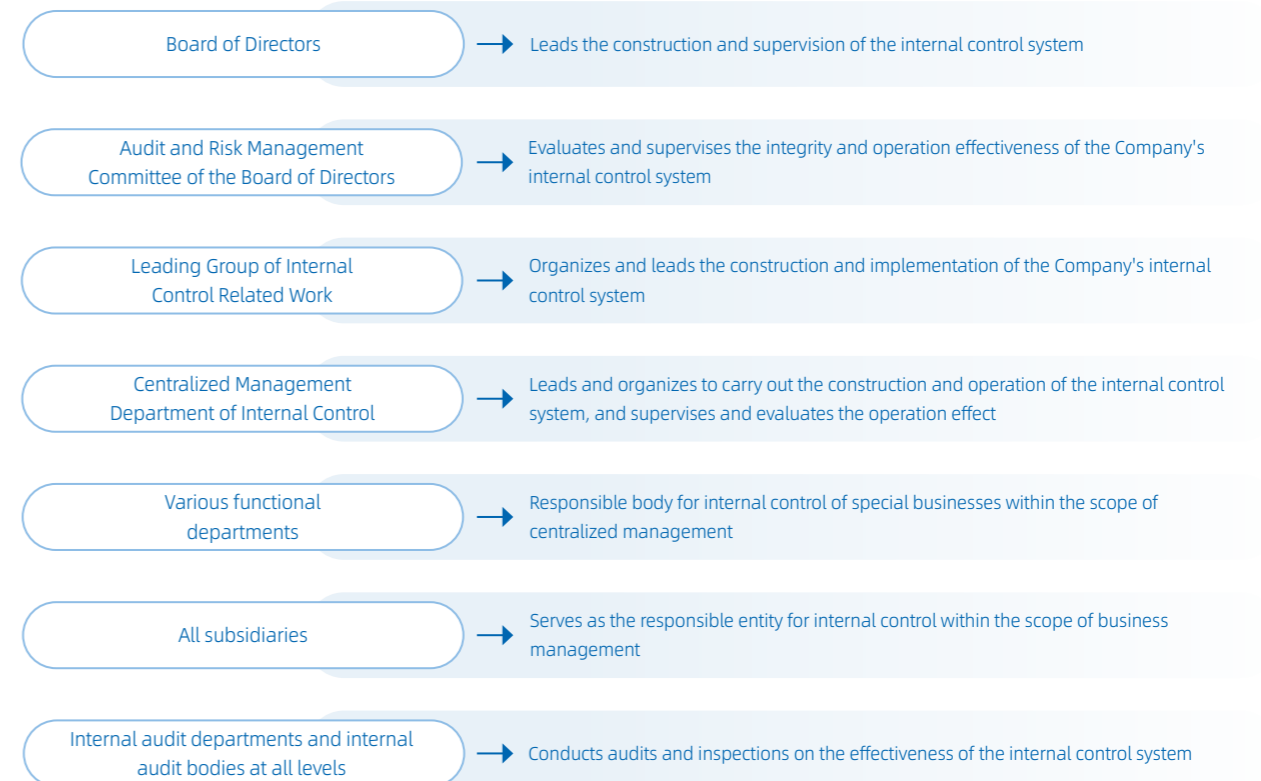 Board of Directors
Leads the construction and supervision of the internal control system
Audit and Risk Management
Committee of the Board of Directors
Evaluates and supervises the integrity and operation effectiveness of the Company's
internal control system
Leading Group of Internal
Control Related Work
Organizes and leads the construction and implementation of the Company's internal
control system
Centralized Management
Department of Internal Control
Leads and organizes to carry out the construction and operation of the internal control
system, and supervises and evaluates the operation effect
Various functional
departments
Responsible body for internal control of special businesses within the scope of
centralized management
All subsidiaries
Serves as the responsible entity for internal control within the scope of business
management
Internal audit departments and internal
audit bodies at all levels
Conducts audits and inspections on the effectiveness of the internal control system